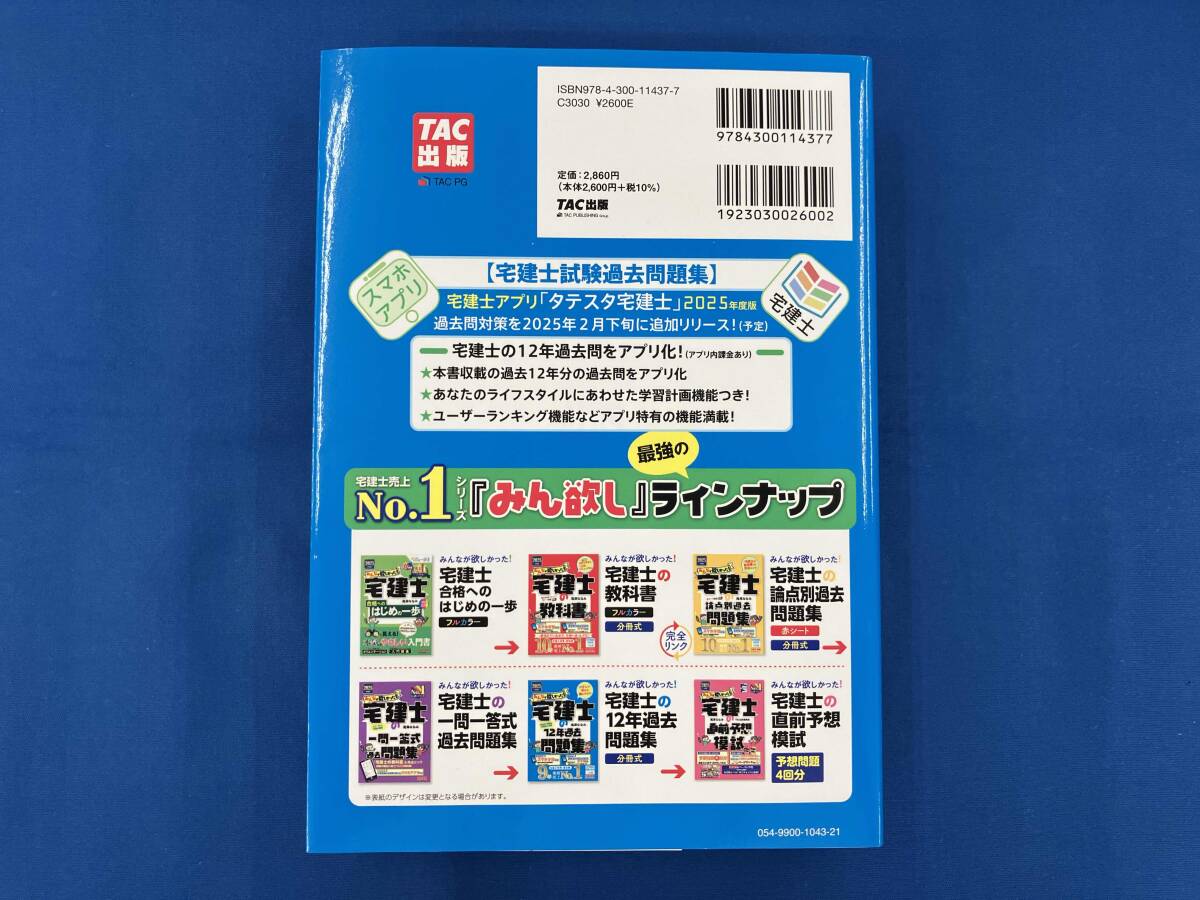 ISBN978-4-300-11437-7
C3030 ¥2600E
9784300114377
定価：2,860円
（本体2,600円＋税10%）
TAC出版
TAC PUBLISHING Group
1923030026002
TAC
出版
TAC PG
スマホ
アプリ
【宅建士試験過去問題集】
宅建士アプリ「タテスタ宅建士」2025年度版
過去問対策を2025年２月下旬に追加リリース！（予定）
宅建士
宅建士の12年過去問をアプリ化！（アプリ内課金あり）
★本書収載の過去12年分の過去問をアプリ化
★あなたのライフスタイルにあわせた学習計画機能つき！
★ユーザーランキング機能などアプリ特有の機能満載！
最強の
宅建士売上
No.1
シリーズ
『みん欲し』ラインナップ
みんなが欲しかった！
宅建士
合格への
はじめの一歩
フルカラー
みんなが欲しかった！
宅建士の
教科書
フルカラー
分冊式
完全
リンク
みんなが欲しかった！
宅建士の
論点別過去
問題集
赤シート
分冊式
みんなが欲しかった！
宅建士の
一問一答式
過去問題集
みんなが欲しかった！
宅建士の
12年過去
問題集
分冊式
みんなが欲しかった！
宅建士の
直前予想
模試
予想問題
4回分
※表紙のデザインは変更となる場合があります。
054-9900-1043-21